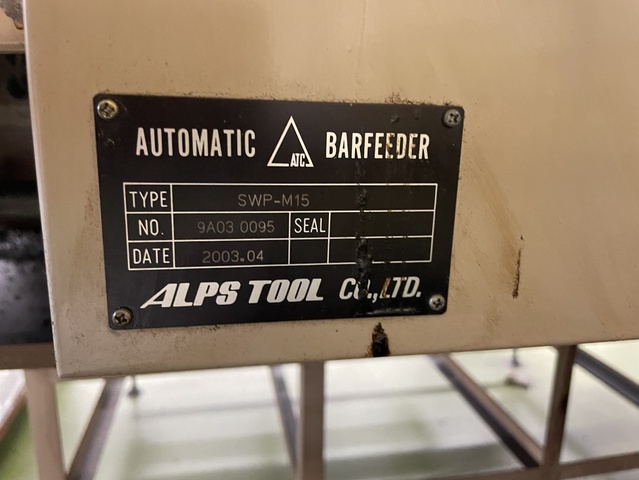 AUTOMATIC ATC BARFEEDER
TYPE SWP-M15
NO. 9A03 0095 SEAL
DATE 2003.04
ALPS TOOL CO.,LTD.